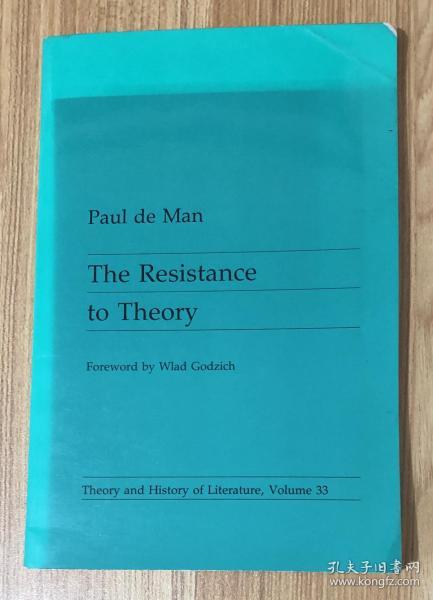 Paul de Man
The Resistance
to Theory
Foreword by Wlad Godzich
Theory and History of Literature, Volume 33
孔夫子旧书网
www.kongfz.com